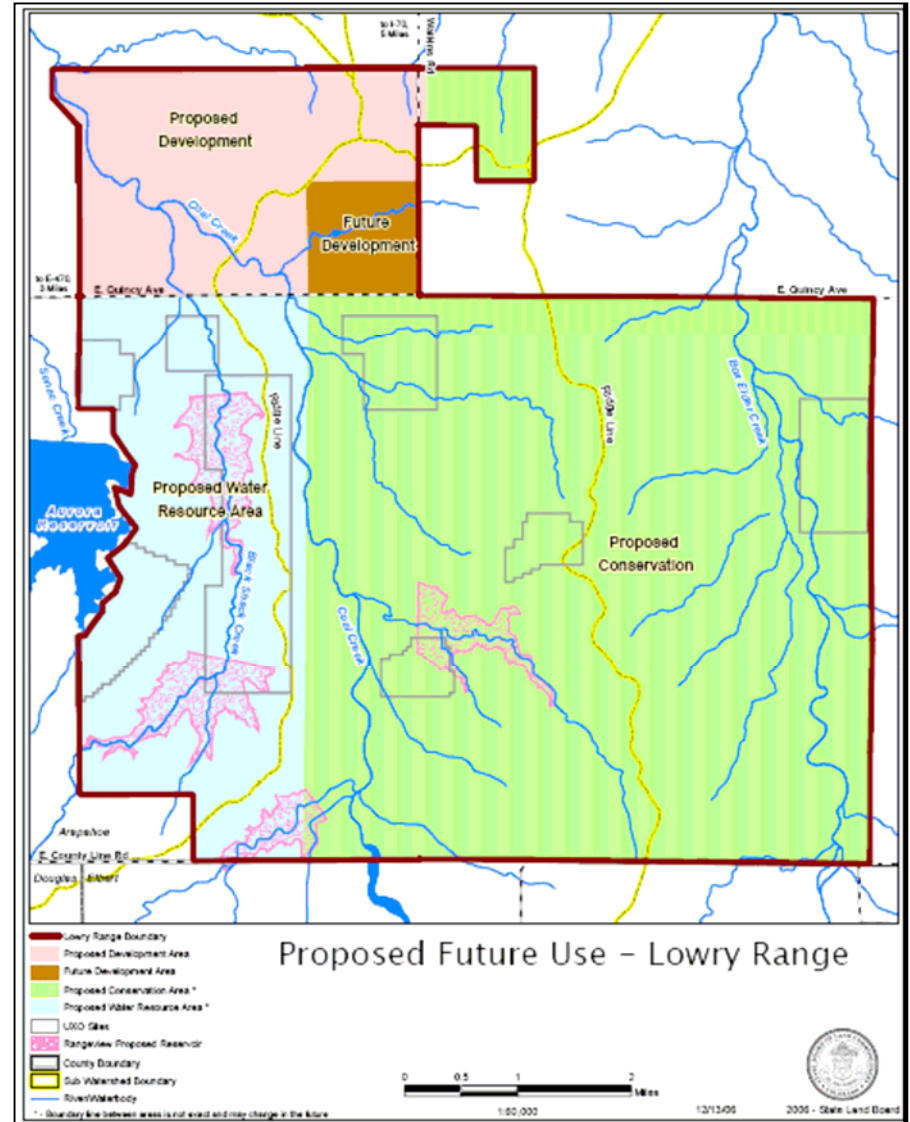 to I-70,
5 Miles
Watkins Rd
Proposed
Development
Coal Creek
Future
Development
to E-470,
3 Miles
E. Quincy Ave
E. Quincy Ave
Senac Creek
Ridge Line
Ridge Line
Box Elder Creek
Aurora
Reservoir
Proposed Water
Resource Area
Proposed
Conservation
Coal Creek
Arapahoe
E. County Line Rd
Douglas
Elbert
Lowry Range Boundary
Proposed Development Area
Future Development Area
Proposed Conservation Area *
Proposed Water Resource Area *
UXO Sites
Rangeview Proposed Reservoir
County Boundary
Sub Watershed Boundary
River/Waterbody
* - Boundary line between areas is not exact and may change in the future
Proposed Future Use – Lowry Range
0 0.5 1 2
Miles
1:60,000
12/13/06
2006 - State Land Board